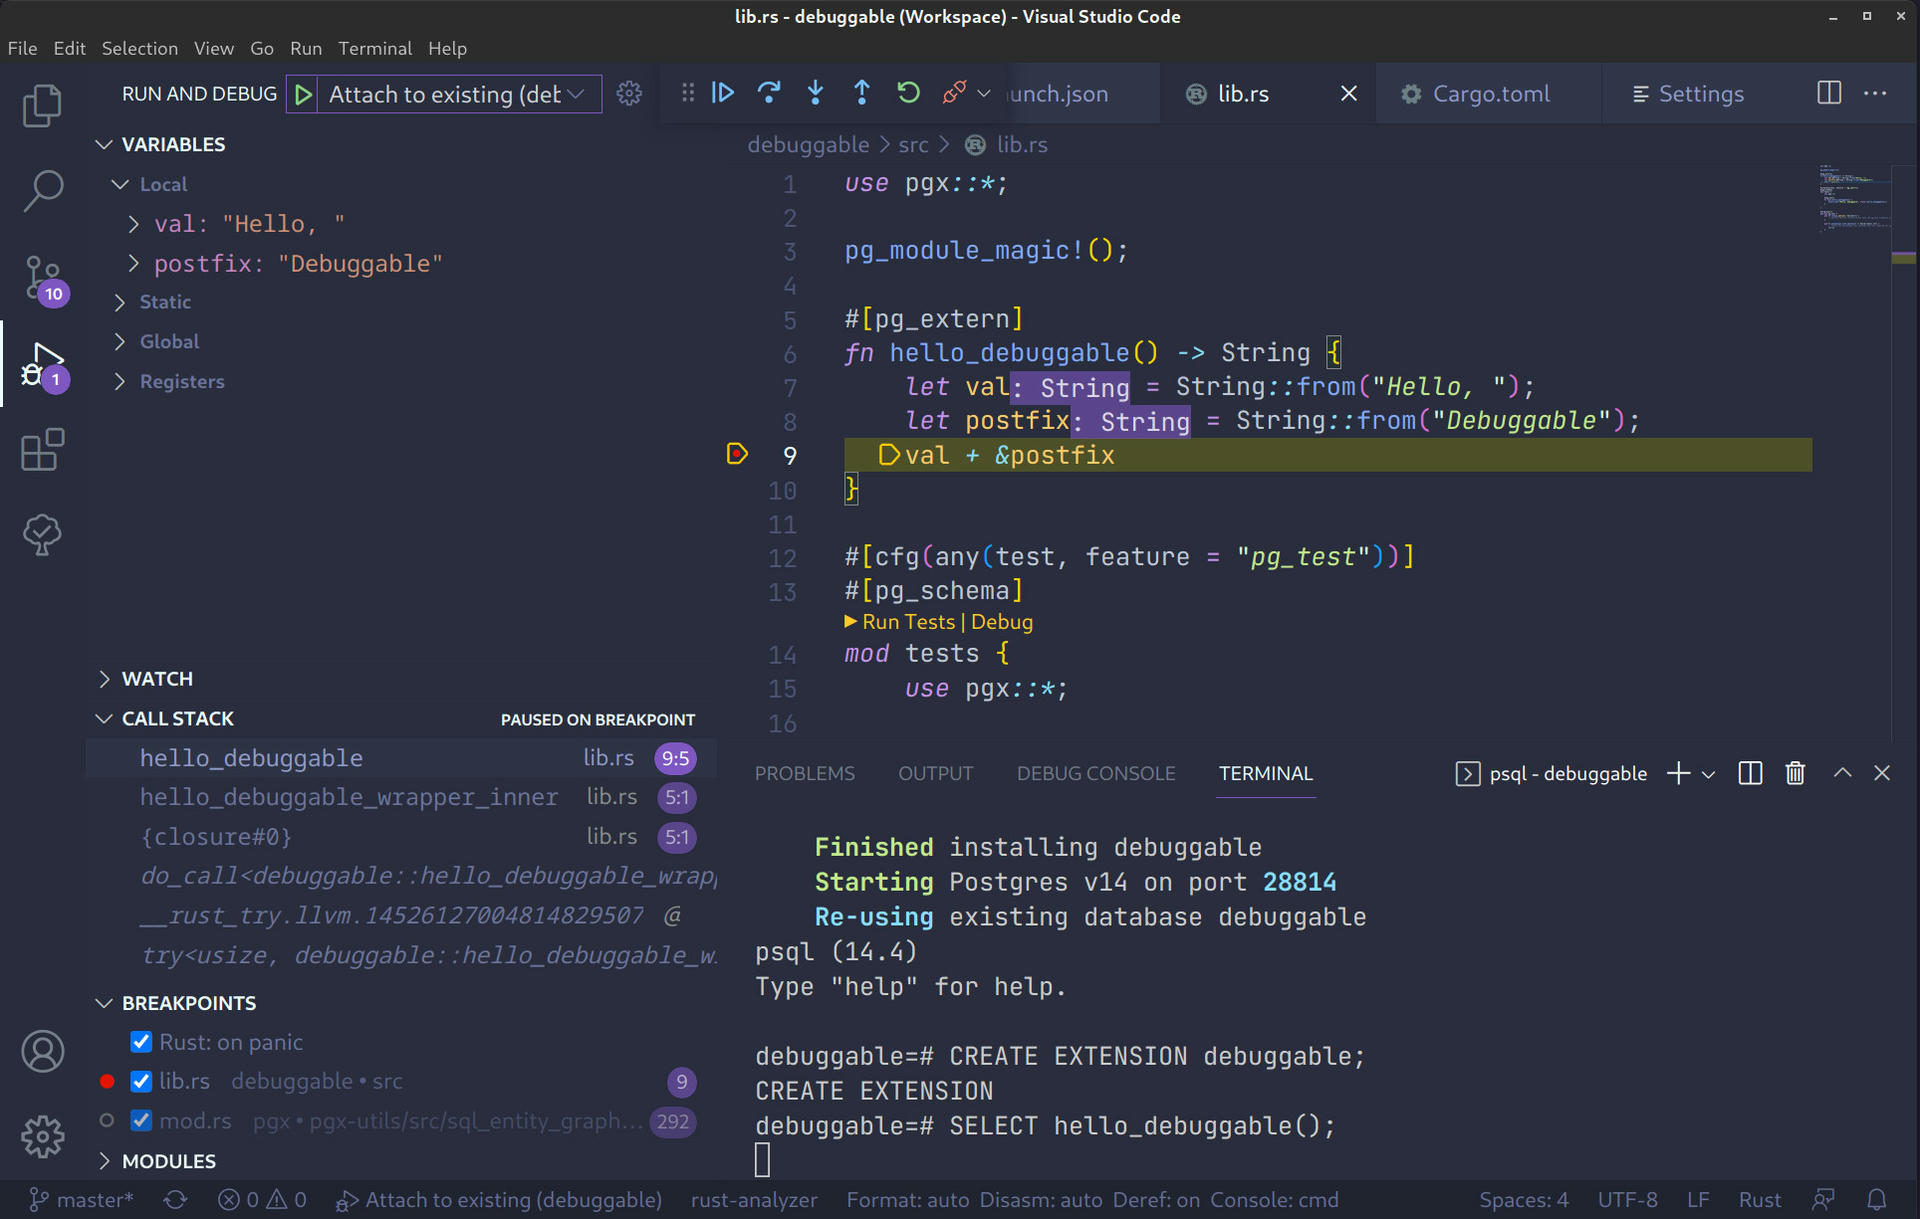 lib.rs - debuggable (Workspace) - Visual Studio Code
File Edit Selection View Go Run Terminal Help
RUN AND DEBUG Attach to existing (det
unch.json lib.rs Cargo.toml Settings
VARIABLES
Local
val: "Hello, "
postfix: "Debuggable"
Static
Global
Registers
10
1
WATCH
CALL STACK PAUSED ON BREAKPOINT
hello_debuggable lib.rs 9:5
hello_debuggable_wrapper_inner lib.rs 5:1
{closure#0} lib.rs 5:1
do_call<debuggable::hello_debuggable_wrapp
__rust_try.llvm.14526127004814829507 @
try<usize, debuggable::hello_debuggable_w.
BREAKPOINTS
Rust: on panic
lib.rs debuggable • src 9
mod.rs pgx • pgx-utils/src/sql_entity_graph... 292
MODULES
debuggable > src > lib.rs
1 use pgx::*;
2
3 pg_module_magic!();
4
5 #[pg_extern]
6 fn hello_debuggable() -> String {
7 let val: String = String::from("Hello, ");
8 let postfix: String = String::from("Debuggable");
9 val + &postfix
10 }
11
12 #[cfg(any(test, feature = "pg_test"))]
13 #[pg_schema]
Run Tests | Debug
14 mod tests {
15 use pgx::*;
16
PROBLEMS OUTPUT DEBUG CONSOLE TERMINAL psql - debuggable
Finished installing debuggable
Starting Postgres v14 on port 28814
Re-using existing database debuggable
psql (14.4)
Type "help" for help.
debuggable=# CREATE EXTENSION debuggable;
CREATE EXTENSION
debuggable=# SELECT hello_debuggable();
master* 0 0 Attach to existing (debuggable) rust-analyzer Format: auto Disasm: auto Deref: on Console: cmd Spaces: 4 UTF-8 LF Rust